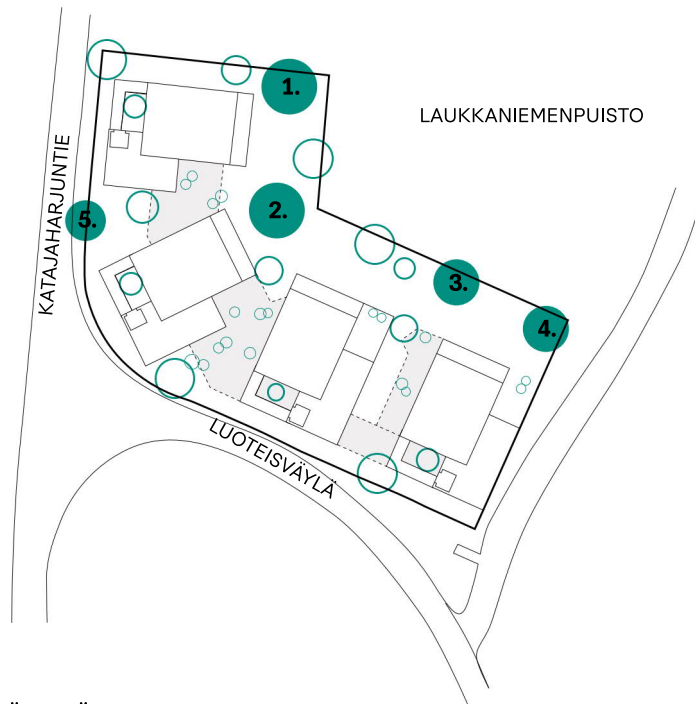 1.
LAUKKANIEMENPUISTO
KATAJAHARJUNTIE
2.
5.
3.
4.
LUOTEISVÄYLÄ